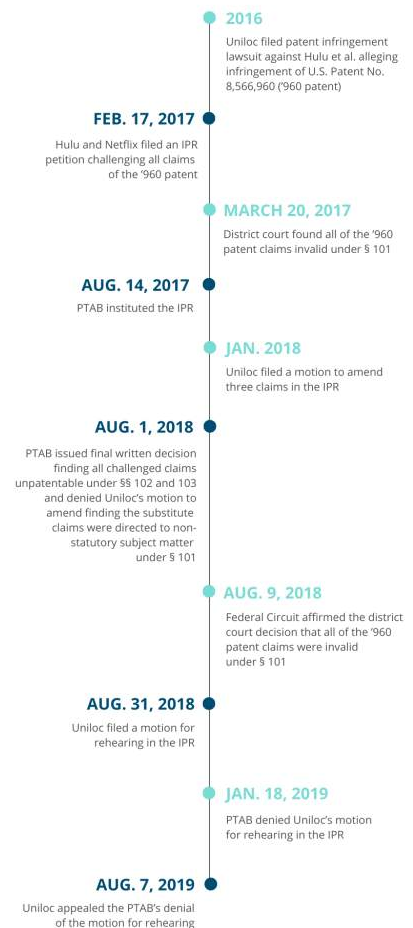 2016
Uniloc filed patent infringement
lawsuit against Hulu et al. alleging
infringement of U.S. Patent No.
8,566,960 (’960 patent)
FEB. 17, 2017
Hulu and Netflix filed an IPR
petition challenging all claims
of the ’960 patent
MARCH 20, 2017
District court found all of the ’960
patent claims invalid under § 101
AUG. 14, 2017
PTAB instituted the IPR
JAN. 2018
Uniloc filed a motion to amend
three claims in the IPR
AUG. 1, 2018
PTAB issued final written decision
finding all challenged claims
unpatentable under §§ 102 and 103
and denied Uniloc’s motion to
amend finding the substitute
claims were directed to non-
statutory subject matter
under § 101
AUG. 9, 2018
Federal Circuit affirmed the district
court decision that all of the ’960
patent claims were invalid
under § 101
AUG. 31, 2018
Uniloc filed a motion for
rehearing in the IPR
JAN. 18, 2019
PTAB denied Uniloc’s motion
for rehearing in the IPR
AUG. 7, 2019
Uniloc appealed the PTAB’s denial
of the motion for rehearing